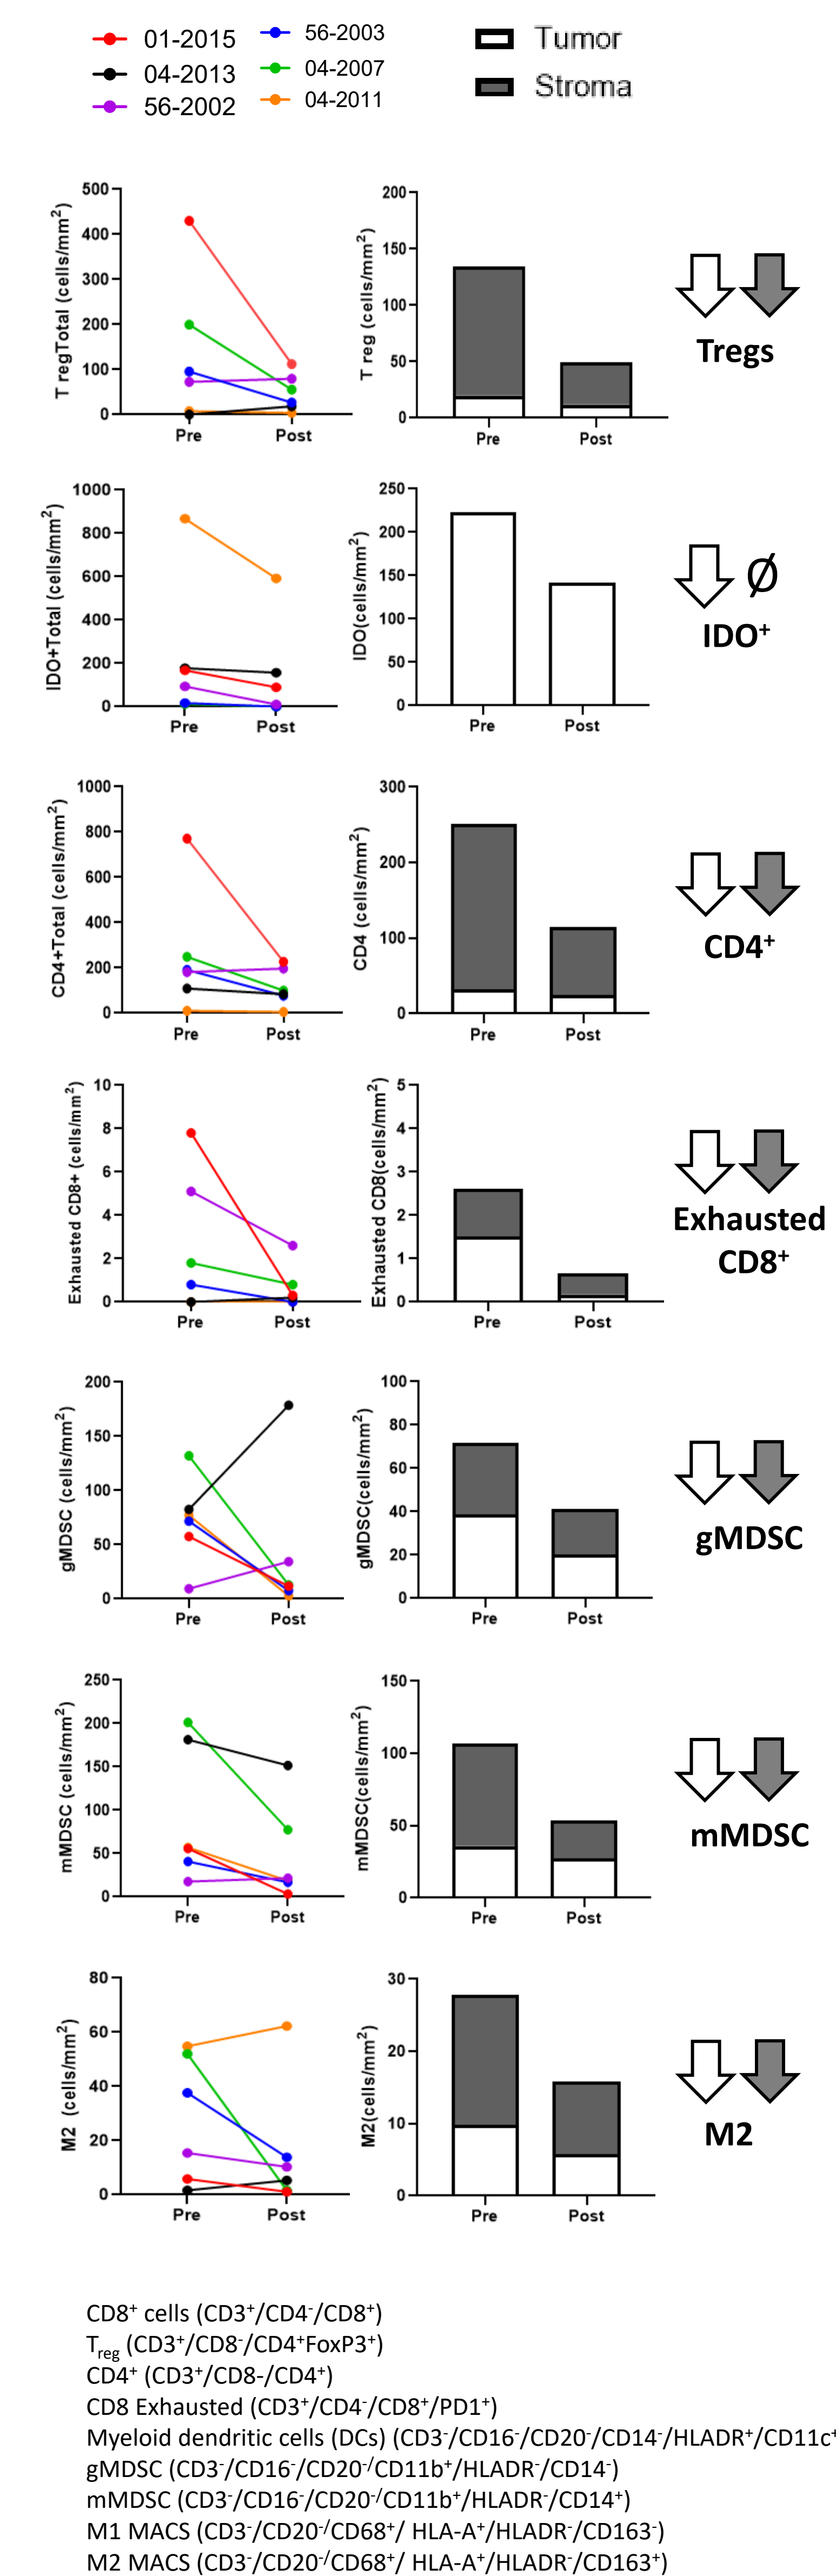 01-2015
56-2003
Tumor
04-2013
04-2007
Stroma
56-2002
04-2011
T regTotal (cells/mm²)
500
400
300
200
100
0
Pre
Post
T reg (cells/mm²)
200
150
100
50
0
Pre
Post
Tregs
IDO+Total (cells/mm²)
1000
800
600
400
200
0
Pre
Post
IDO(cells/mm²)
250
200
150
100
50
0
Pre
Post
Ø
IDO⁺
CD4+Total (cells/mm²)
1000
800
600
400
200
0
Pre
Post
CD4 (cells/mm²)
300
200
100
0
Pre
Post
CD4⁺
Exhausted CD8+ (cells/mm²)
10
8
6
4
2
0
Pre
Post
Exhausted CD8(cells/mm²)
5
4
3
2
1
0
Pre
Post
Exhausted
CD8⁺
gMDSC (cells/mm²)
200
150
100
50
0
Pre
Post
gMDSC(cells/mm²)
100
80
60
40
20
0
Pre
Post
gMDSC
mMDSC (cells/mm²)
250
200
150
100
50
0
Pre
Post
mMDSC(cells/mm²)
150
100
50
0
Pre
Post
mMDSC
M2 (cells/mm²)
80
60
40
20
0
Pre
Post
M2(cells/mm²)
30
20
10
0
Pre
Post
M2
CD8⁺ cells (CD3⁺/CD4⁻/CD8⁺)
Treg (CD3⁺/CD8⁻/CD4⁺FoxP3⁺)
CD4⁺ (CD3⁺/CD8-/CD4⁺)
CD8 Exhausted (CD3⁺/CD4⁻/CD8⁺/PD1⁺)
Myeloid dendritic cells (DCs) (CD3⁻/CD16⁻/CD20⁻/CD14⁻/HLADR⁺/CD11c⁺
gMDSC (CD3⁻/CD16⁻/CD20⁻/CD11b⁺/HLADR⁻/CD14⁻)
mMDSC (CD3⁻/CD16⁻/CD20⁻/CD11b⁺/HLADR⁻/CD14⁺)
M1 MACS (CD3⁻/CD20⁻/CD68⁺/ HLA-A⁺/HLADR⁻/CD163⁻)
M2 MACS (CD3⁻/CD20⁻/CD68⁺/ HLA-A⁺/HLADR⁻/CD163⁺)